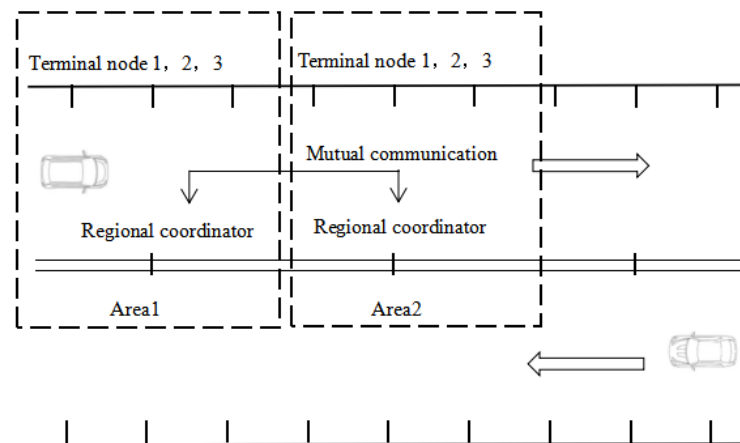 Terminal node 1，2，3
Terminal node 1，2，3
Mutual communication
Regional coordinator
Regional coordinator
Area1
Area2